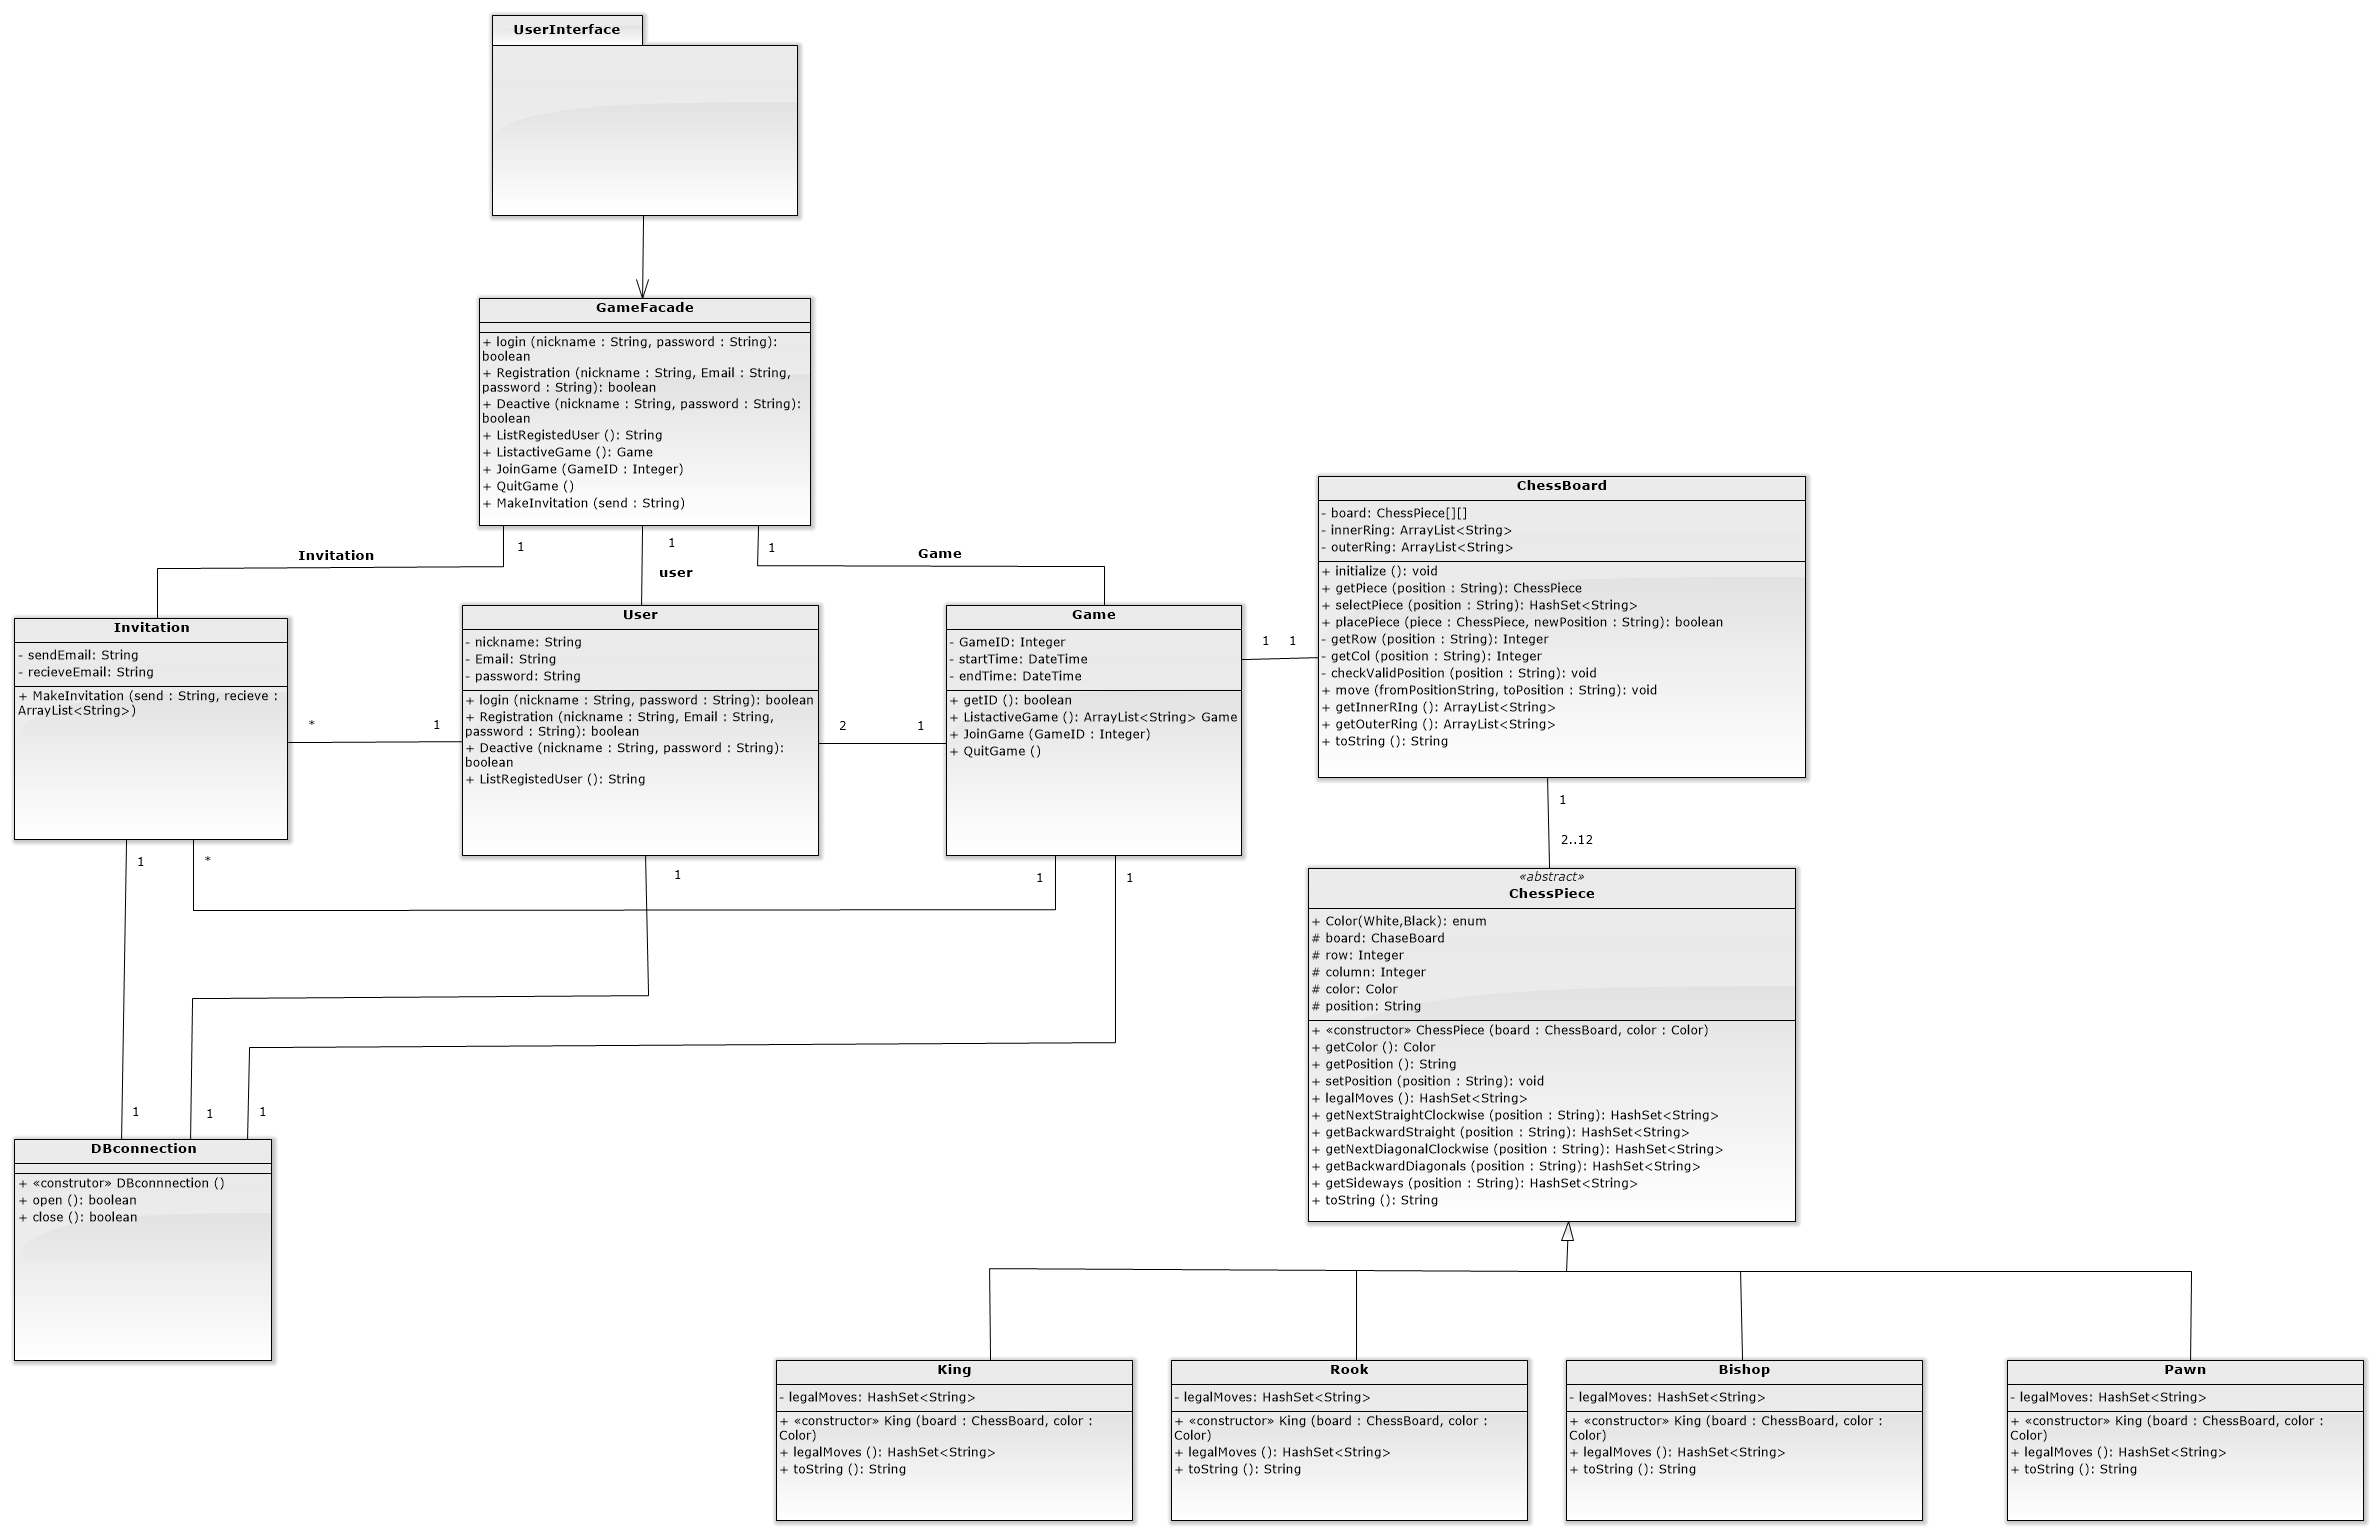 UserInterface
GameFacade
+ login (nickname : String, password : String):
boolean
+ Registration (nickname : String, Email : String,
password : String): boolean
+ Deactive (nickname : String, password : String):
boolean
+ ListRegistedUser (): String
+ ListactiveGame (): Game
+ JoinGame (GameID : Integer)
+ QuitGame ()
+ MakeInvitation (send : String)
1
1
1
Invitation
user
Game
Invitation
- sendEmail: String
- recieveEmail: String
+ MakeInvitation (send : String, recieve :
ArrayList<String>)
*
1
User
- nickname: String
- Email: String
- password: String
+ login (nickname : String, password : String): boolean
+ Registration (nickname : String, Email : String,
password : String): boolean
+ Deactive (nickname : String, password : String):
boolean
+ ListRegistedUser (): String
2
1
Game
- GameID: Integer
- startTime: DateTime
- endTime: DateTime
+ getID (): boolean
+ ListactiveGame (): ArrayList<String> Game
+ JoinGame (GameID : Integer)
+ QuitGame ()
1
1
ChessBoard
- board: ChessPiece[][]
- innerRing: ArrayList<String>
- outerRing: ArrayList<String>
+ initialize (): void
+ getPiece (position : String): ChessPiece
+ selectPiece (position : String): HashSet<String>
+ placePiece (piece : ChessPiece, newPosition : String): boolean
- getRow (position : String): Integer
- getCol (position : String): Integer
- checkValidPosition (position : String): void
+ move (fromPositionString, toPosition : String): void
+ getInnerRIng (): ArrayList<String>
+ getOuterRing (): ArrayList<String>
+ toString (): String
1
2..12
1
*
1
1
1
«abstract»
ChessPiece
+ Color(White,Black): enum
# board: ChaseBoard
# row: Integer
# column: Integer
# color: Color
# position: String
+ «constructor» ChessPiece (board : ChessBoard, color : Color)
+ getColor (): Color
+ getPosition (): String
+ setPosition (position : String): void
+ legalMoves (): HashSet<String>
+ getNextStraightClockwise (position : String): HashSet<String>
+ getBackwardStraight (position : String): HashSet<String>
+ getNextDiagonalClockwise (position : String): HashSet<String>
+ getBackwardDiagonals (position : String): HashSet<String>
+ getSideways (position : String): HashSet<String>
+ toString (): String
1
1
1
DBconnection
+ «construtor» DBconnnection ()
+ open (): boolean
+ close (): boolean
King
- legalMoves: HashSet<String>
+ «constructor» King (board : ChessBoard, color :
Color)
+ legalMoves (): HashSet<String>
+ toString (): String
Rook
- legalMoves: HashSet<String>
+ «constructor» King (board : ChessBoard, color :
Color)
+ legalMoves (): HashSet<String>
+ toString (): String
Bishop
- legalMoves: HashSet<String>
+ «constructor» King (board : ChessBoard, color :
Color)
+ legalMoves (): HashSet<String>
+ toString (): String
Pawn
- legalMoves: HashSet<String>
+ «constructor» King (board : ChessBoard, color :
Color)
+ legalMoves (): HashSet<String>
+ toString (): String